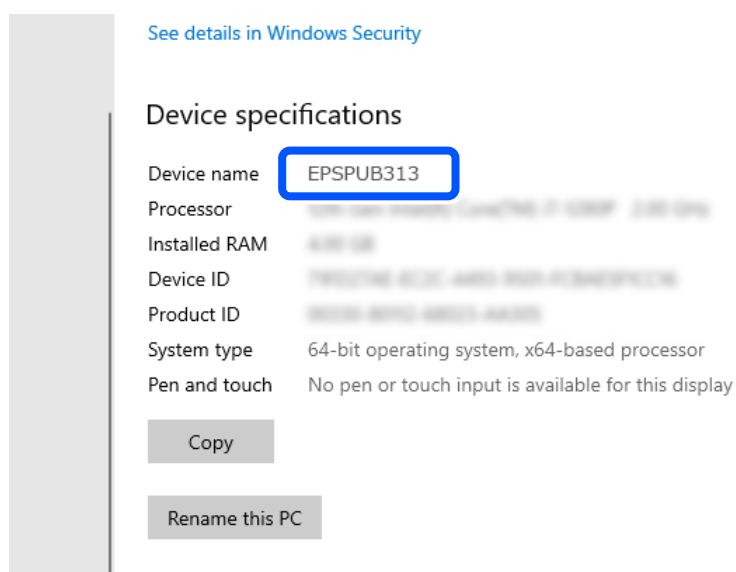 See details in Windows Security
Device specifications
Device name EPSPUB313
Processor
Installed RAM
Device ID
Product ID
System type 64-bit operating system, x64-based processor
Pen and touch No pen or touch input is available for this display
Copy
Rename this PC